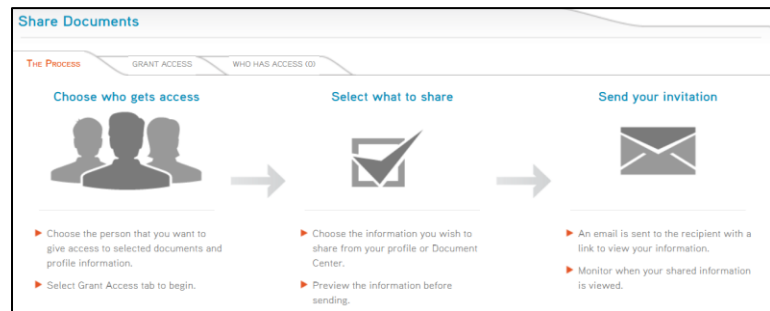 Share Documents
THE PROCESS
GRANT ACCESS
WHO HAS ACCESS (0)
Choose who gets access
Choose the person that you want to
give access to selected documents and
profile information.
Select Grant Access tab to begin.
Select what to share
Choose the information you wish to
share from your profile or Document
Center.
Preview the information before
sending.
Send your invitation
An email is sent to the recipient with a
link to view your information.
Monitor when your shared information
is viewed.